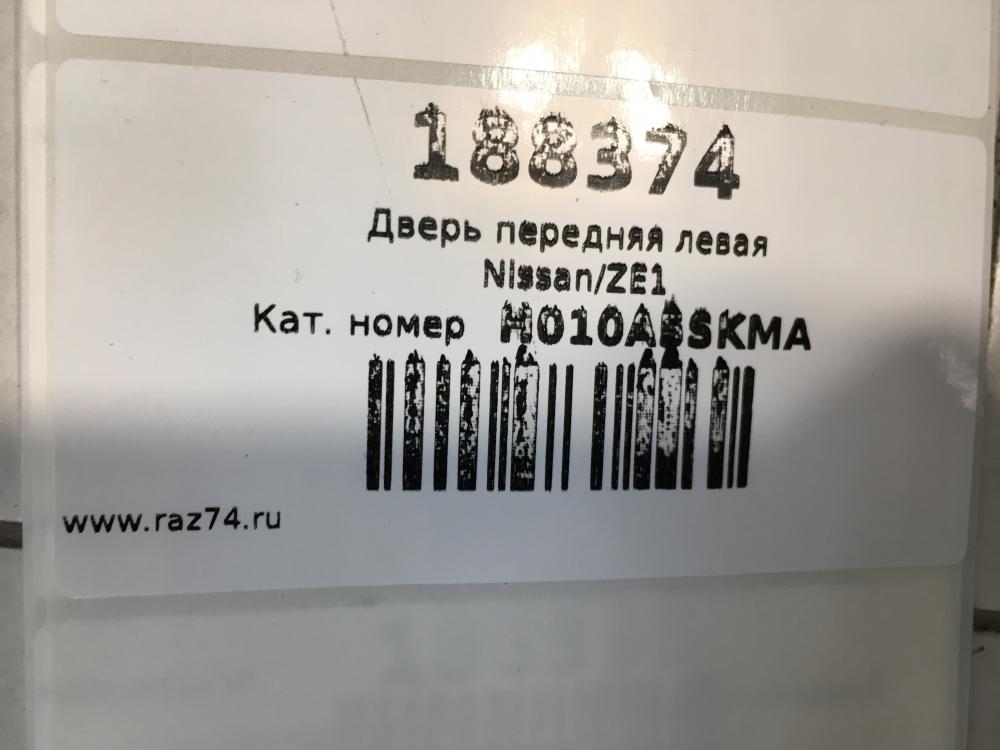 188374
Дверь передняя левая
Nissan/ZE1
Кат. номер H010A5SKMA
www.raz74.ru